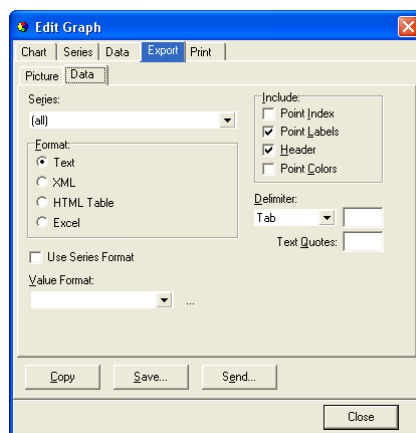 Edit Graph
Chart Series Data Export Print
Picture Data
Series:
(all)
Format:
Text
XML
HTML Table
Excel
Use Series Format
Value Format:
...
Include:
Point Index
Point Labels
Header
Point Colors
Delimiter:
Tab
Text Quotes:
Copy Save... Send...
Close